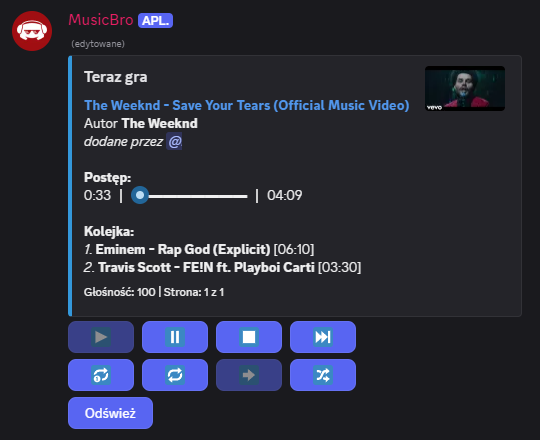 MusicBro APL.
(edytowane)
Teraz gra
The Weeknd - Save Your Tears (Official Music Video)
Autor The Weeknd
dodane przez @
vevo
Postęp:
0:33 | | 04:09
Kolejka:
1. Eminem - Rap God (Explicit) [06:10]
2. Travis Scott - FE!N ft. Playboi Carti [03:30]
Głośność: 100 | Strona: 1 z 1
Odśwież